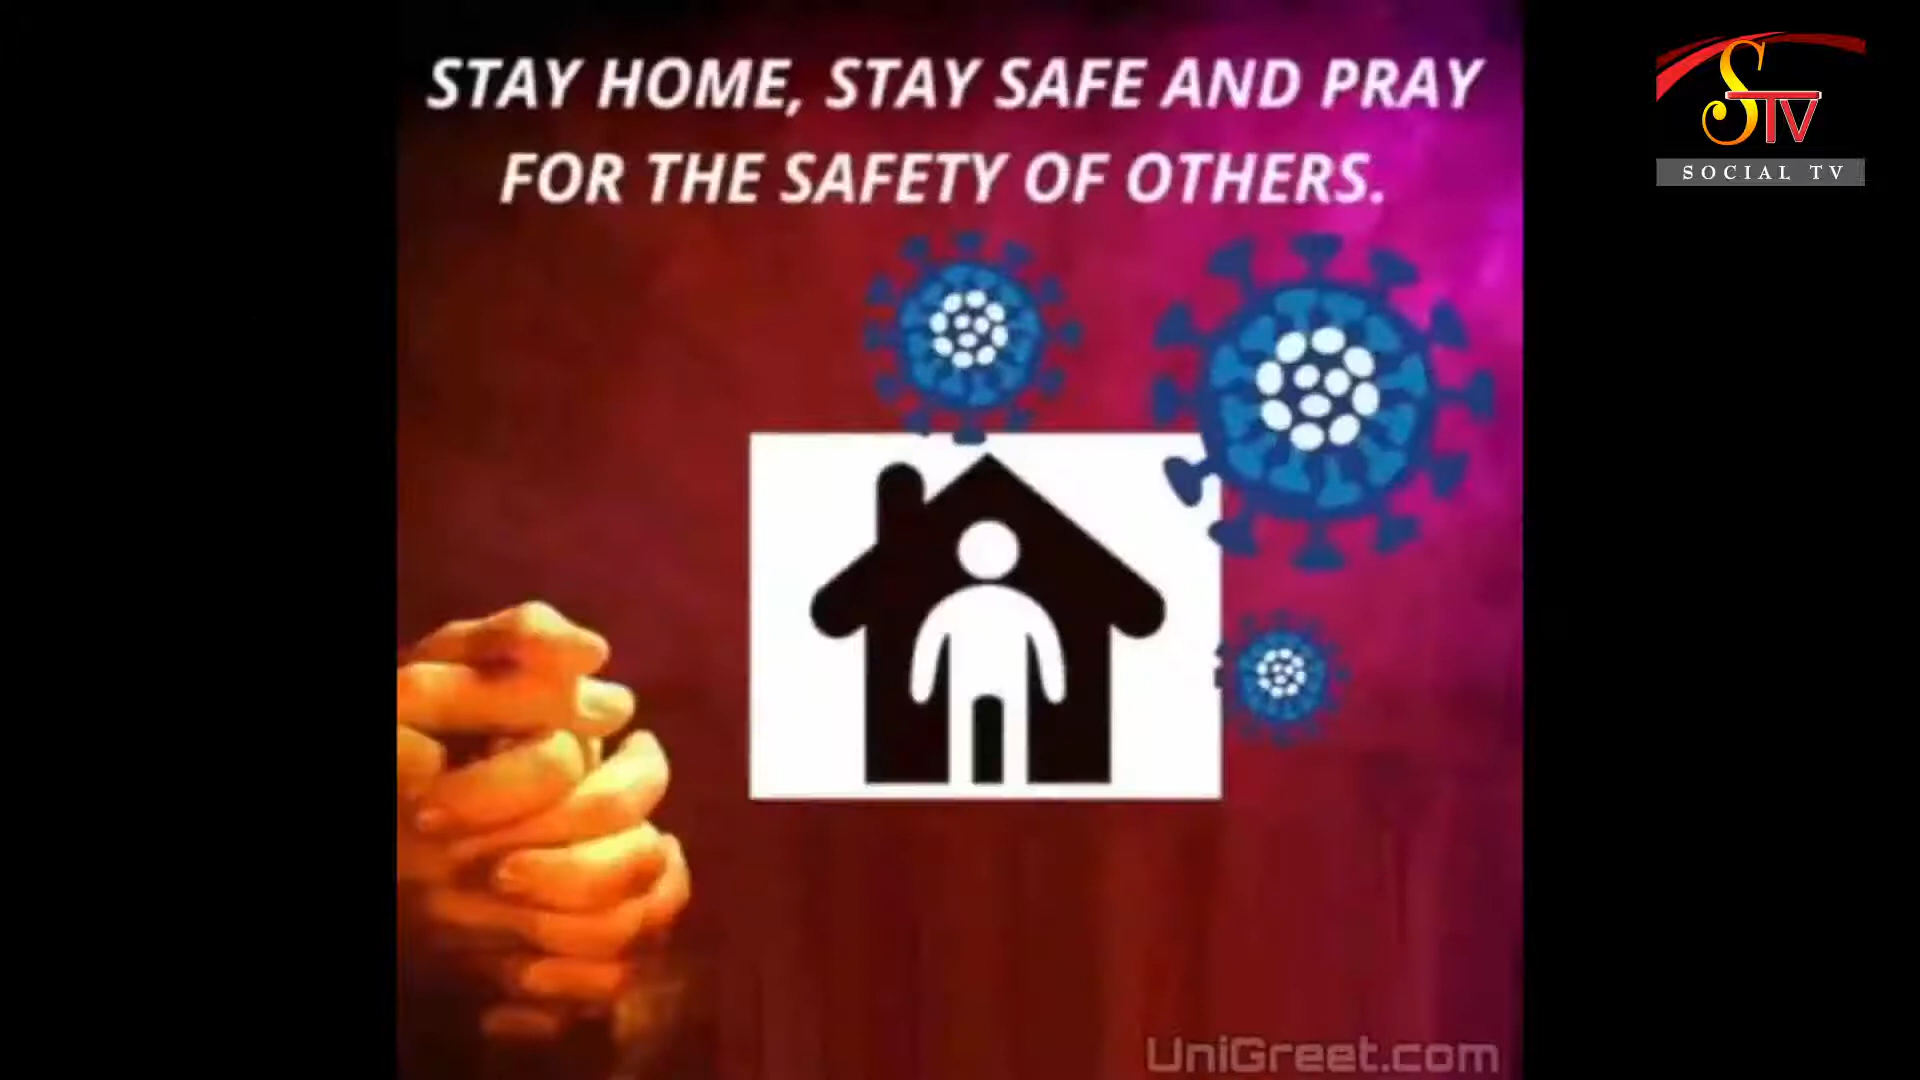 STAY HOME, STAY SAFE AND PRAY
FOR THE SAFETY OF OTHERS.
STV
SOCIAL TV
UniGreet.com